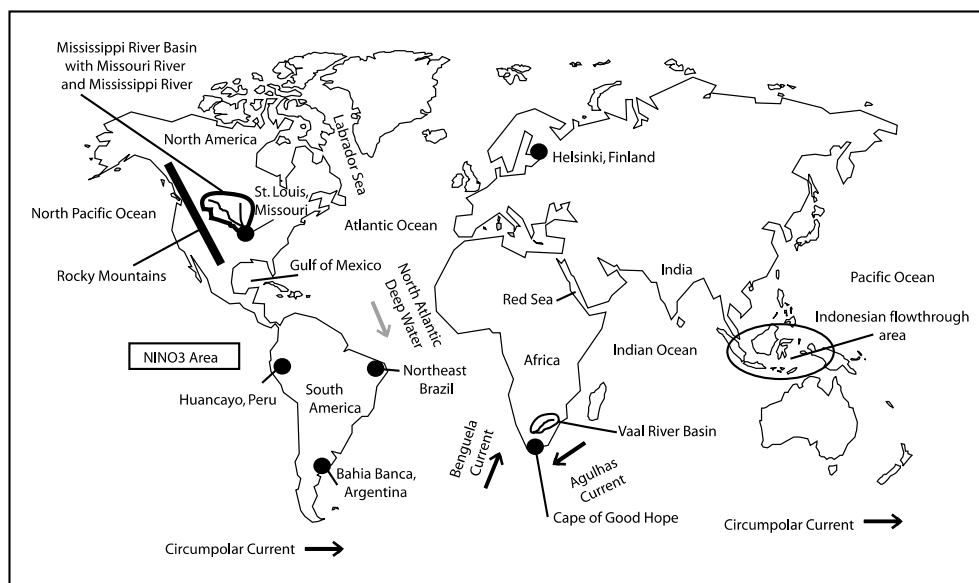 Mississippi River Basin
with Missouri River
and Mississippi River
North America
Labrador Sea
Helsinki, Finland
St. Louis,
Missouri
North Pacific Ocean
Atlantic Ocean
Rocky Mountains
Gulf of Mexico
North Atlantic
Deep Water
Red Sea
India
Pacific Ocean
Indonesian flowthrough
area
NINO3 Area
Africa
Indian Ocean
Huancayo, Peru
South
America
Northeast
Brazil
Vaal River Basin
Benguela
Current
Agulhas
Current
Bahia Banca,
Argentina
Cape of Good Hope
Circumpolar Current
Circumpolar Current